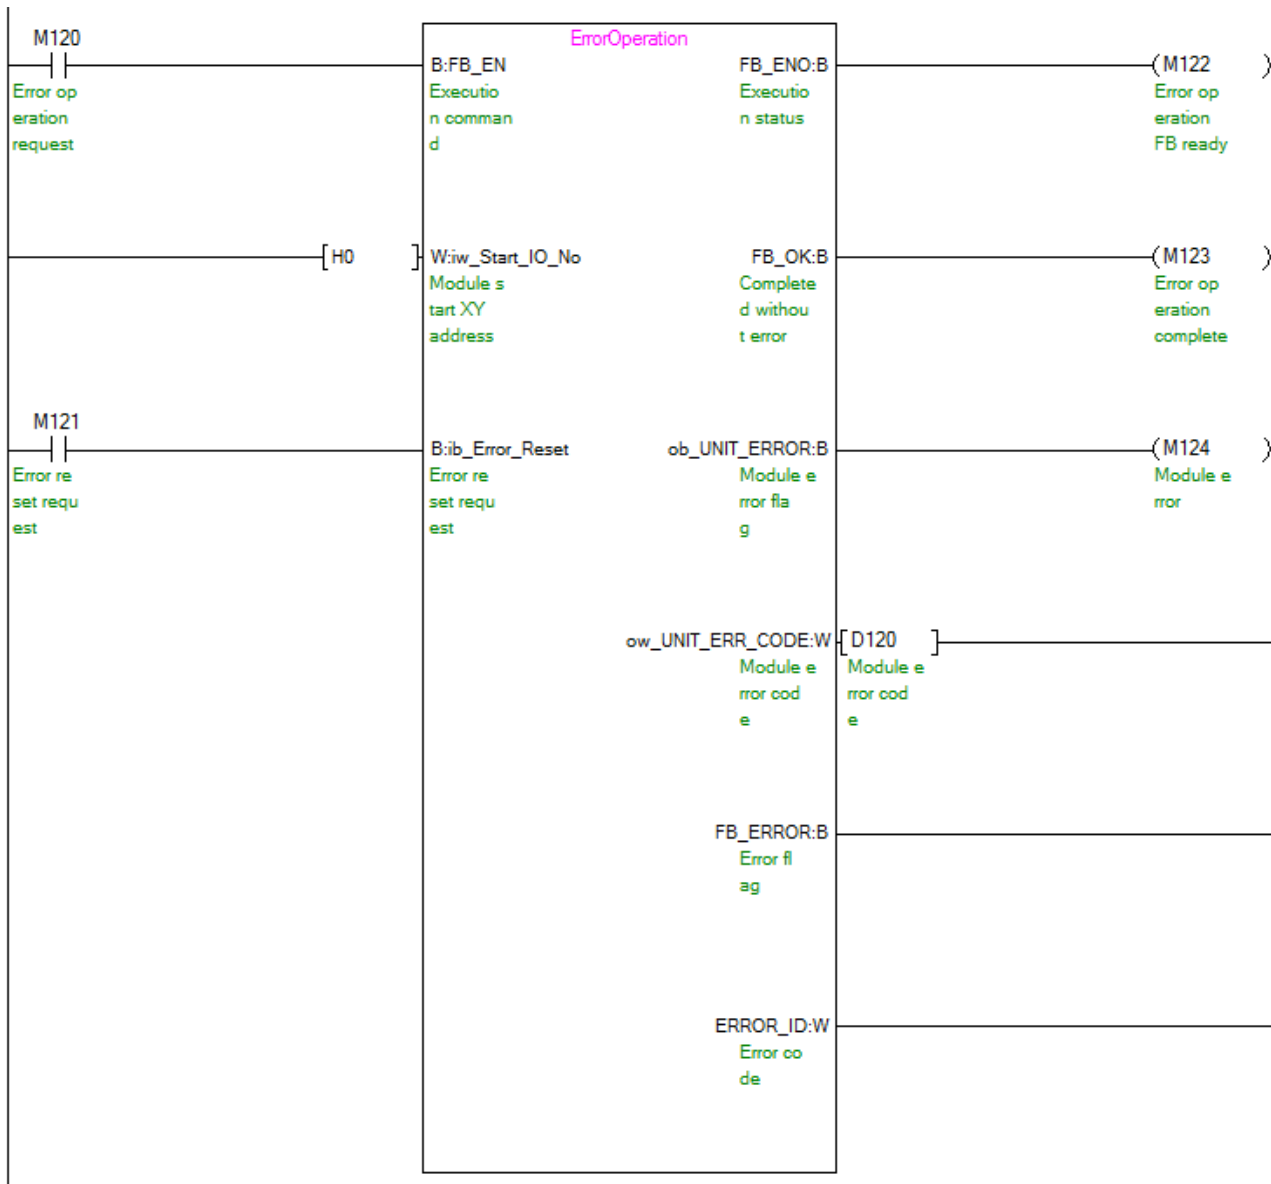 M120
ErrorOperation
B:FB_EN
FB_ENO:B
(M122 )
Error op
eration
request
Executio
n comman
d
Executio
n status
Error op
eration
FB ready
[H0 ]
W:iw_Start_IO_No
FB_OK:B
(M123 )
Module s
tart XY
address
Complete
d withou
t error
Error op
eration
complete
M121
B:ib_Error_Reset
ob_UNIT_ERROR:B
(M124 )
Error re
set requ
est
Error re
set requ
est
Module e
rror fla
g
Module e
rror
ow_UNIT_ERR_CODE:W
[D120 ]
Module e
rror cod
e
Module e
rror cod
e
FB_ERROR:B
Error fl
ag
ERROR_ID:W
Error co
de